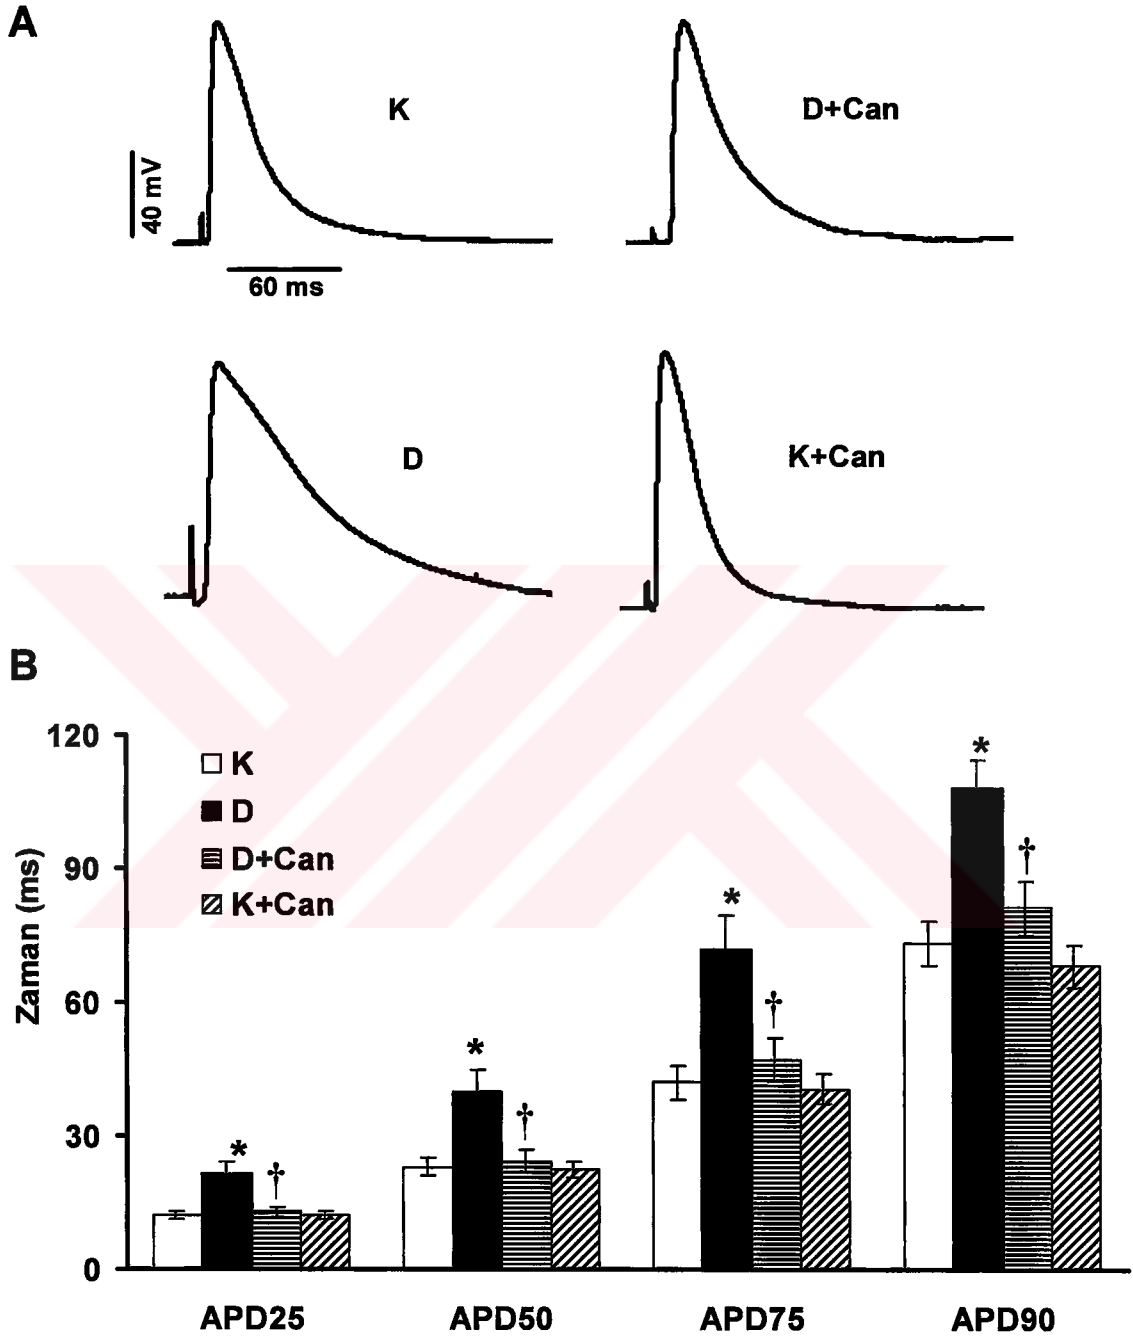 A
K
D+Can
40 mV
60 ms
D
K+Can
B
120
90
60
30
0
Zaman (ms)
K
D
D+Can
K+Can
*
†
*
†
*
†
*
†
APD25 APD50 APD75 APD90